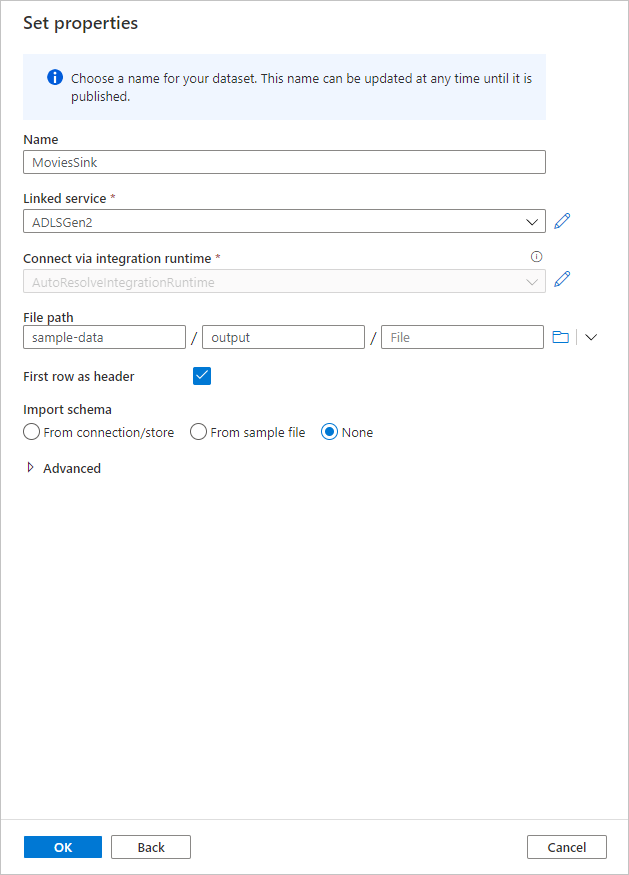 Set properties
Choose a name for your dataset. This name can be updated at any time until it is
published.
Name
MoviesSink
Linked service *
ADLSGen2
Connect via integration runtime *
AutoResolveIntegrationRuntime
File path
sample-data / output / File
First row as header
Import schema
From connection/store From sample file None
Advanced
OK Back Cancel